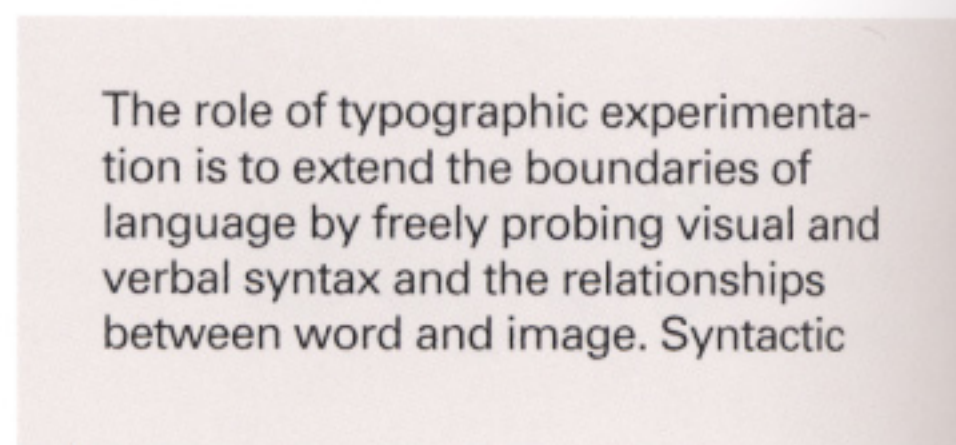 The role of typographic experimenta-
tion is to extend the boundaries of
language by freely probing visual and
verbal syntax and the relationships
between word and image. Syntactic